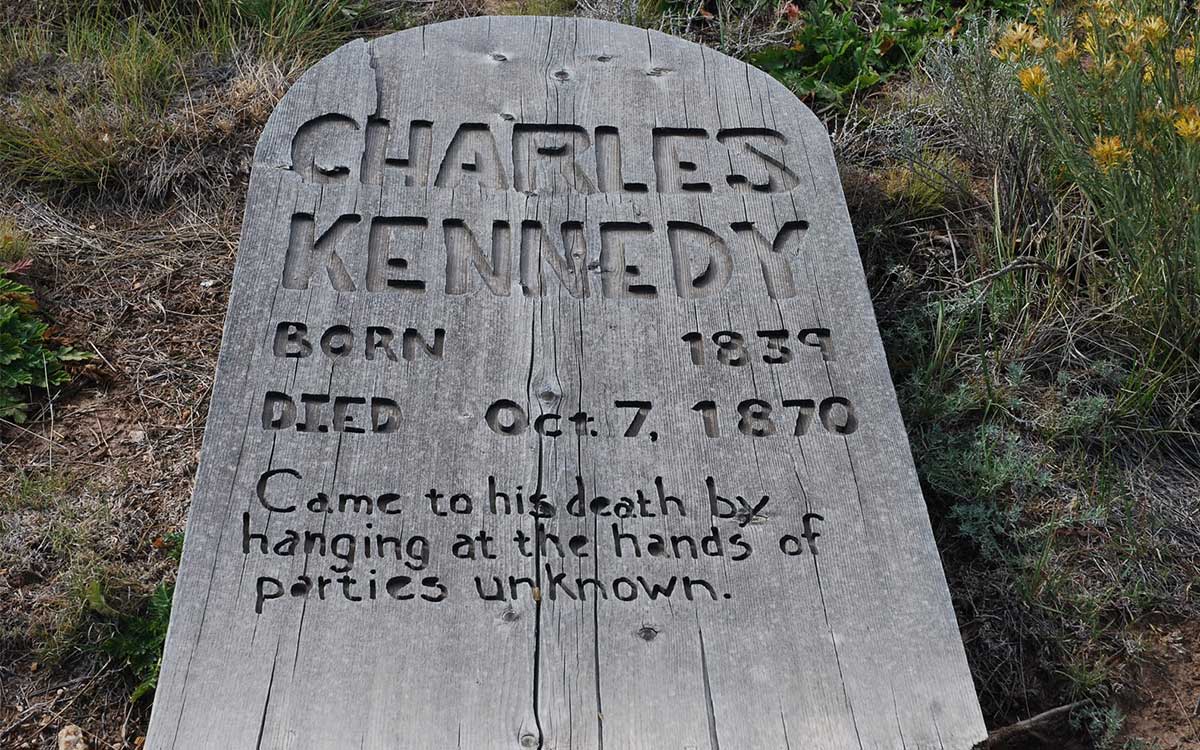 CHARLES
KENNEDY
BORN 1839
DIED Oct. 7, 1870
Came to his death by
hanging at the hands of
parties unknown.